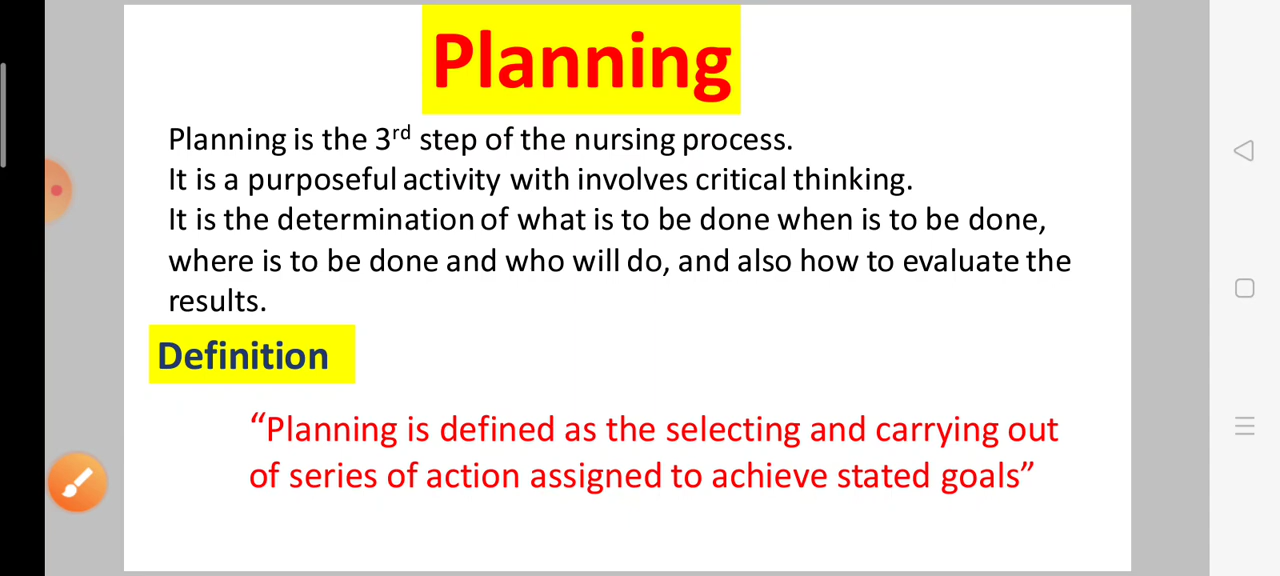 Planning
Planning is the 3rd step of the nursing process.
It is a purposeful activity with involves critical thinking.
It is the determination of what is to be done when is to be done,
where is to be done and who will do, and also how to evaluate the
results.
Definition
“Planning is defined as the selecting and carrying out
of series of action assigned to achieve stated goals”